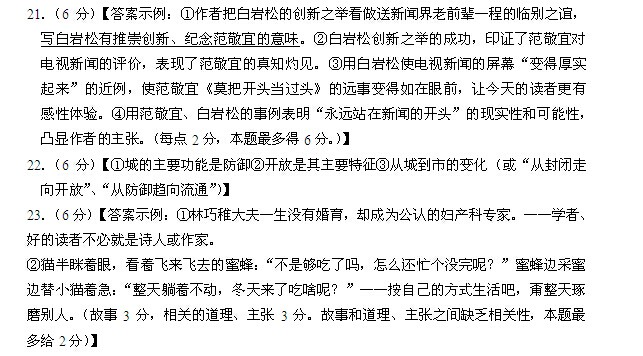 21.（6 分）【答案示例：①作者把白岩松的创新之举看做送新闻界老前辈一程的临别之谊，
写白岩松有推崇创新、纪念范敬宜的意味。②白岩松创新之举的成功，印证了范敬宜对
电视新闻的评价，表现了范敬宜的真知灼见。③用白岩松使电视新闻的屏幕“变得厚实
起来”的近例，使范敬宜《莫把开头当过头》的远事变得如在眼前，让今天的读者更有
感性体验。④用范敬宜、白岩松的事例表明“永远站在新闻的开头”的现实性和可能性，
凸显作者的主张。（每点 2 分，本题最多得 6 分。）】
22.（6 分）【①城的主要功能是防御②开放是其主要特征③从城到市的变化（或“从封闭走
向开放”、“从防御趋向流通”）】
23.（6 分）【答案示例：①林巧稚大夫一生没有婚育，却成为公认的妇产科专家。——学者、
好的读者不必就是诗人或作家。
②猫半眯着眼，看着飞来飞去的蜜蜂：“不是够吃了吗，怎么还忙个没完呢？”蜜蜂边采蜜
边替小猫着急：“整天躺着不动，冬天来了吃啥呢？”——按自己的方式生活吧，甭整天琢
磨别人。（故事 3 分，相关的道理、主张 3 分。故事和道理、主张之间缺乏相关性，本题最
多给 2 分）】